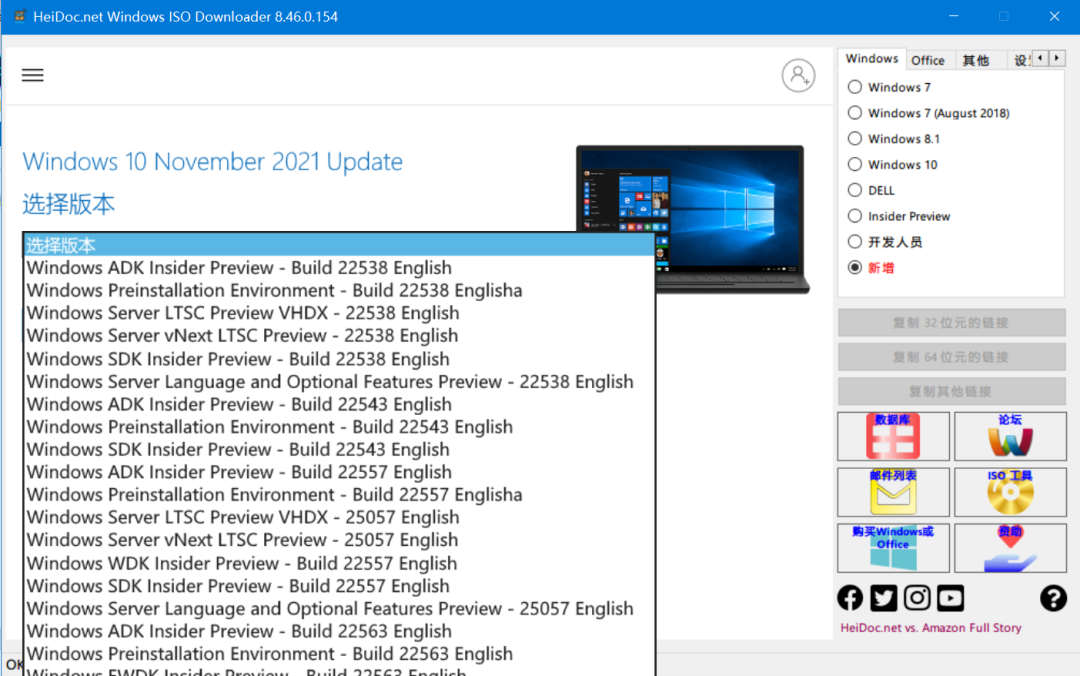 HeiDoc.net Windows ISO Downloader 8.46.0.154
Windows Office 其他
Windows 7
Windows 7 (August 2018)
Windows 8.1
Windows 10
DELL
Insider Preview
开发人员
新增
Windows 10 November 2021 Update
选择版本
选择版本
Windows ADK Insider Preview - Build 22538 English
Windows Preinstallation Environment - Build 22538 Englisha
Windows Server LTSC Preview VHDX - 22538 English
Windows Server vNext LTSC Preview - 22538 English
Windows SDK Insider Preview - Build 22538 English
Windows Server Language and Optional Features Preview - 22538 English
Windows ADK Insider Preview - Build 22543 English
Windows Preinstallation Environment - Build 22543 English
Windows SDK Insider Preview - Build 22543 English
Windows ADK Insider Preview - Build 22557 English
Windows Preinstallation Environment - Build 22557 Englisha
Windows Server LTSC Preview VHDX - 25057 English
Windows Server vNext LTSC Preview - 25057 English
Windows WDK Insider Preview - Build 22557 English
Windows SDK Insider Preview - Build 22557 English
Windows Server Language and Optional Features Preview - 25057 English
Windows ADK Insider Preview - Build 22563 English
Windows Preinstallation Environment - Build 22563 English
Windows EWDK Insider Preview - Build 22563 English
OK
复制 32 位元的链接
复制 64 位元的链接
复制其他链接
数据库
论坛
邮件列表
ISO 工具
购买Windows或
Office
资助
HeiDoc.net vs. Amazon Full Story